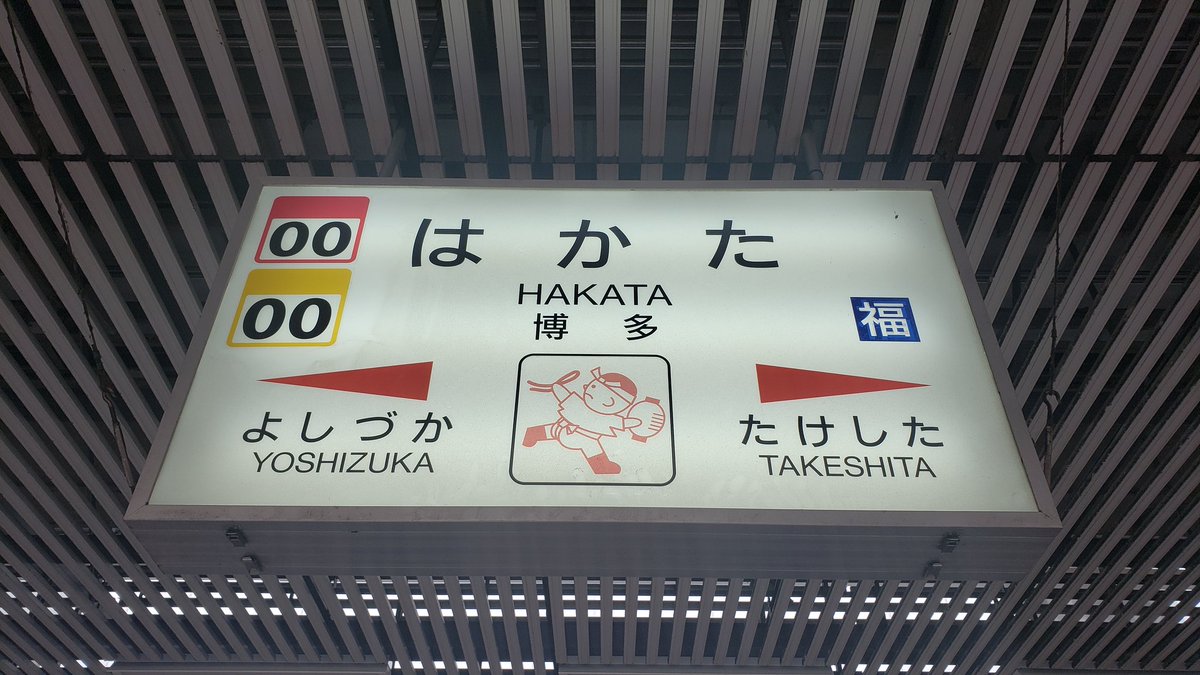 00 はかた
00 HAKATA
博多
福
よしづか たけした
YOSHIZUKA TAKESHITA